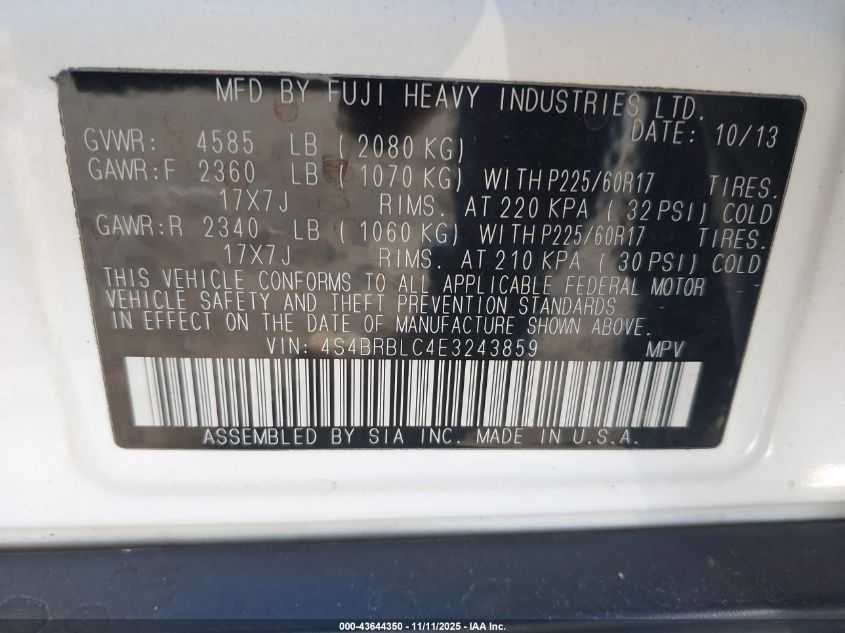 MFD BY FUJI HEAVY INDUSTRIES LTD.
DATE: 10/13
GVWR: 4585 LB ( 2080 KG)
GAWR:F 2360 LB ( 1070 KG) WITH P225/60R17 TIRES.
17X7J RIMS. AT 220 KPA ( 32 PSI) COLD
GAWR:R 2340 LB ( 1060 KG) WITH P225/60R17 TIRES.
17X7J RIMS. AT 210 KPA ( 30 PSI) COLD
THIS VEHICLE CONFORMS TO ALL APPLICABLE FEDERAL MOTOR
VEHICLE SAFETY AND THEFT PREVENTION STANDARDS
IN EFFECT ON THE DATE OF MANUFACTURE SHOWN ABOVE.
VIN: 4S4BRBLC4E3243859 MPV
ASSEMBLED BY SIA INC. MADE IN U.S.A.
000-43644350 • 11/11/2025 • IAA Inc.